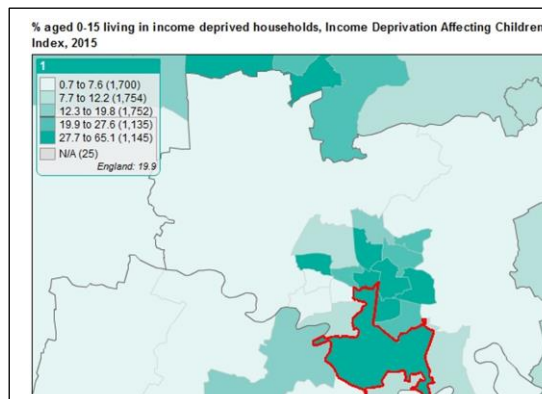 % aged 0-15 living in income deprived households, Income Deprivation Affecting Children
Index, 2015
1
0.7 to 7.6 (1,700)
7.7 to 12.2 (1,754)
12.3 to 19.8 (1,752)
19.9 to 27.6 (1,135)
27.7 to 65.1 (1,145)
N/A (25)
England: 19.9